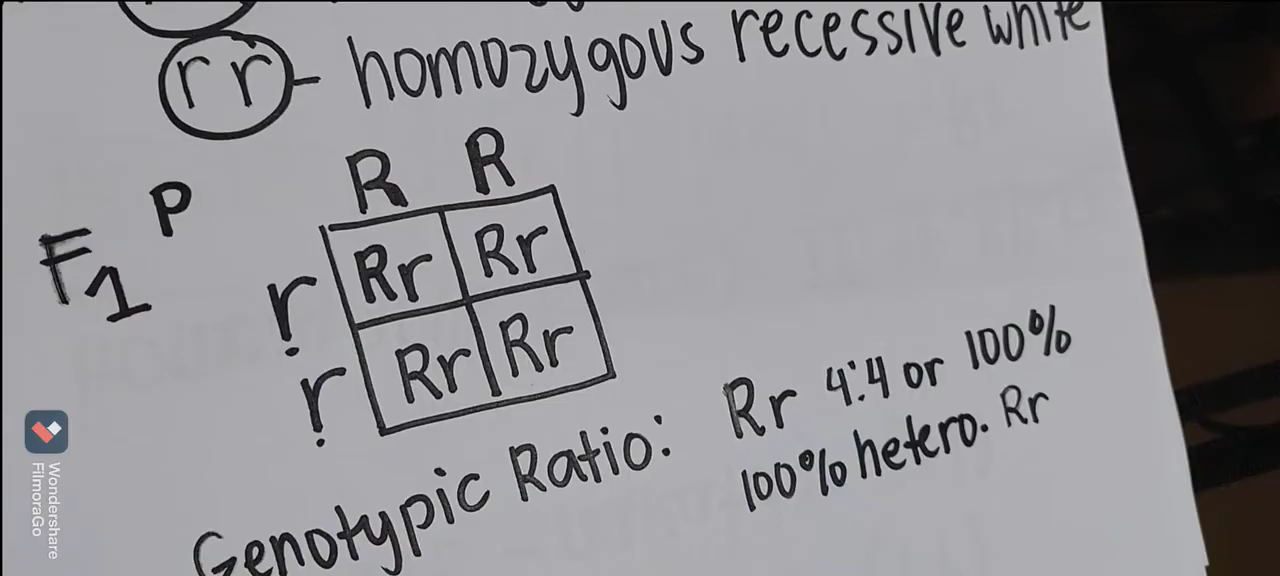 rr - homozygous recessive white
P
F1
R R
r Rr Rr
r Rr Rr
Genotypic Ratio: Rr 4:4 or 100%
100% hetero. Rr
Wondershare
FilmoraGo